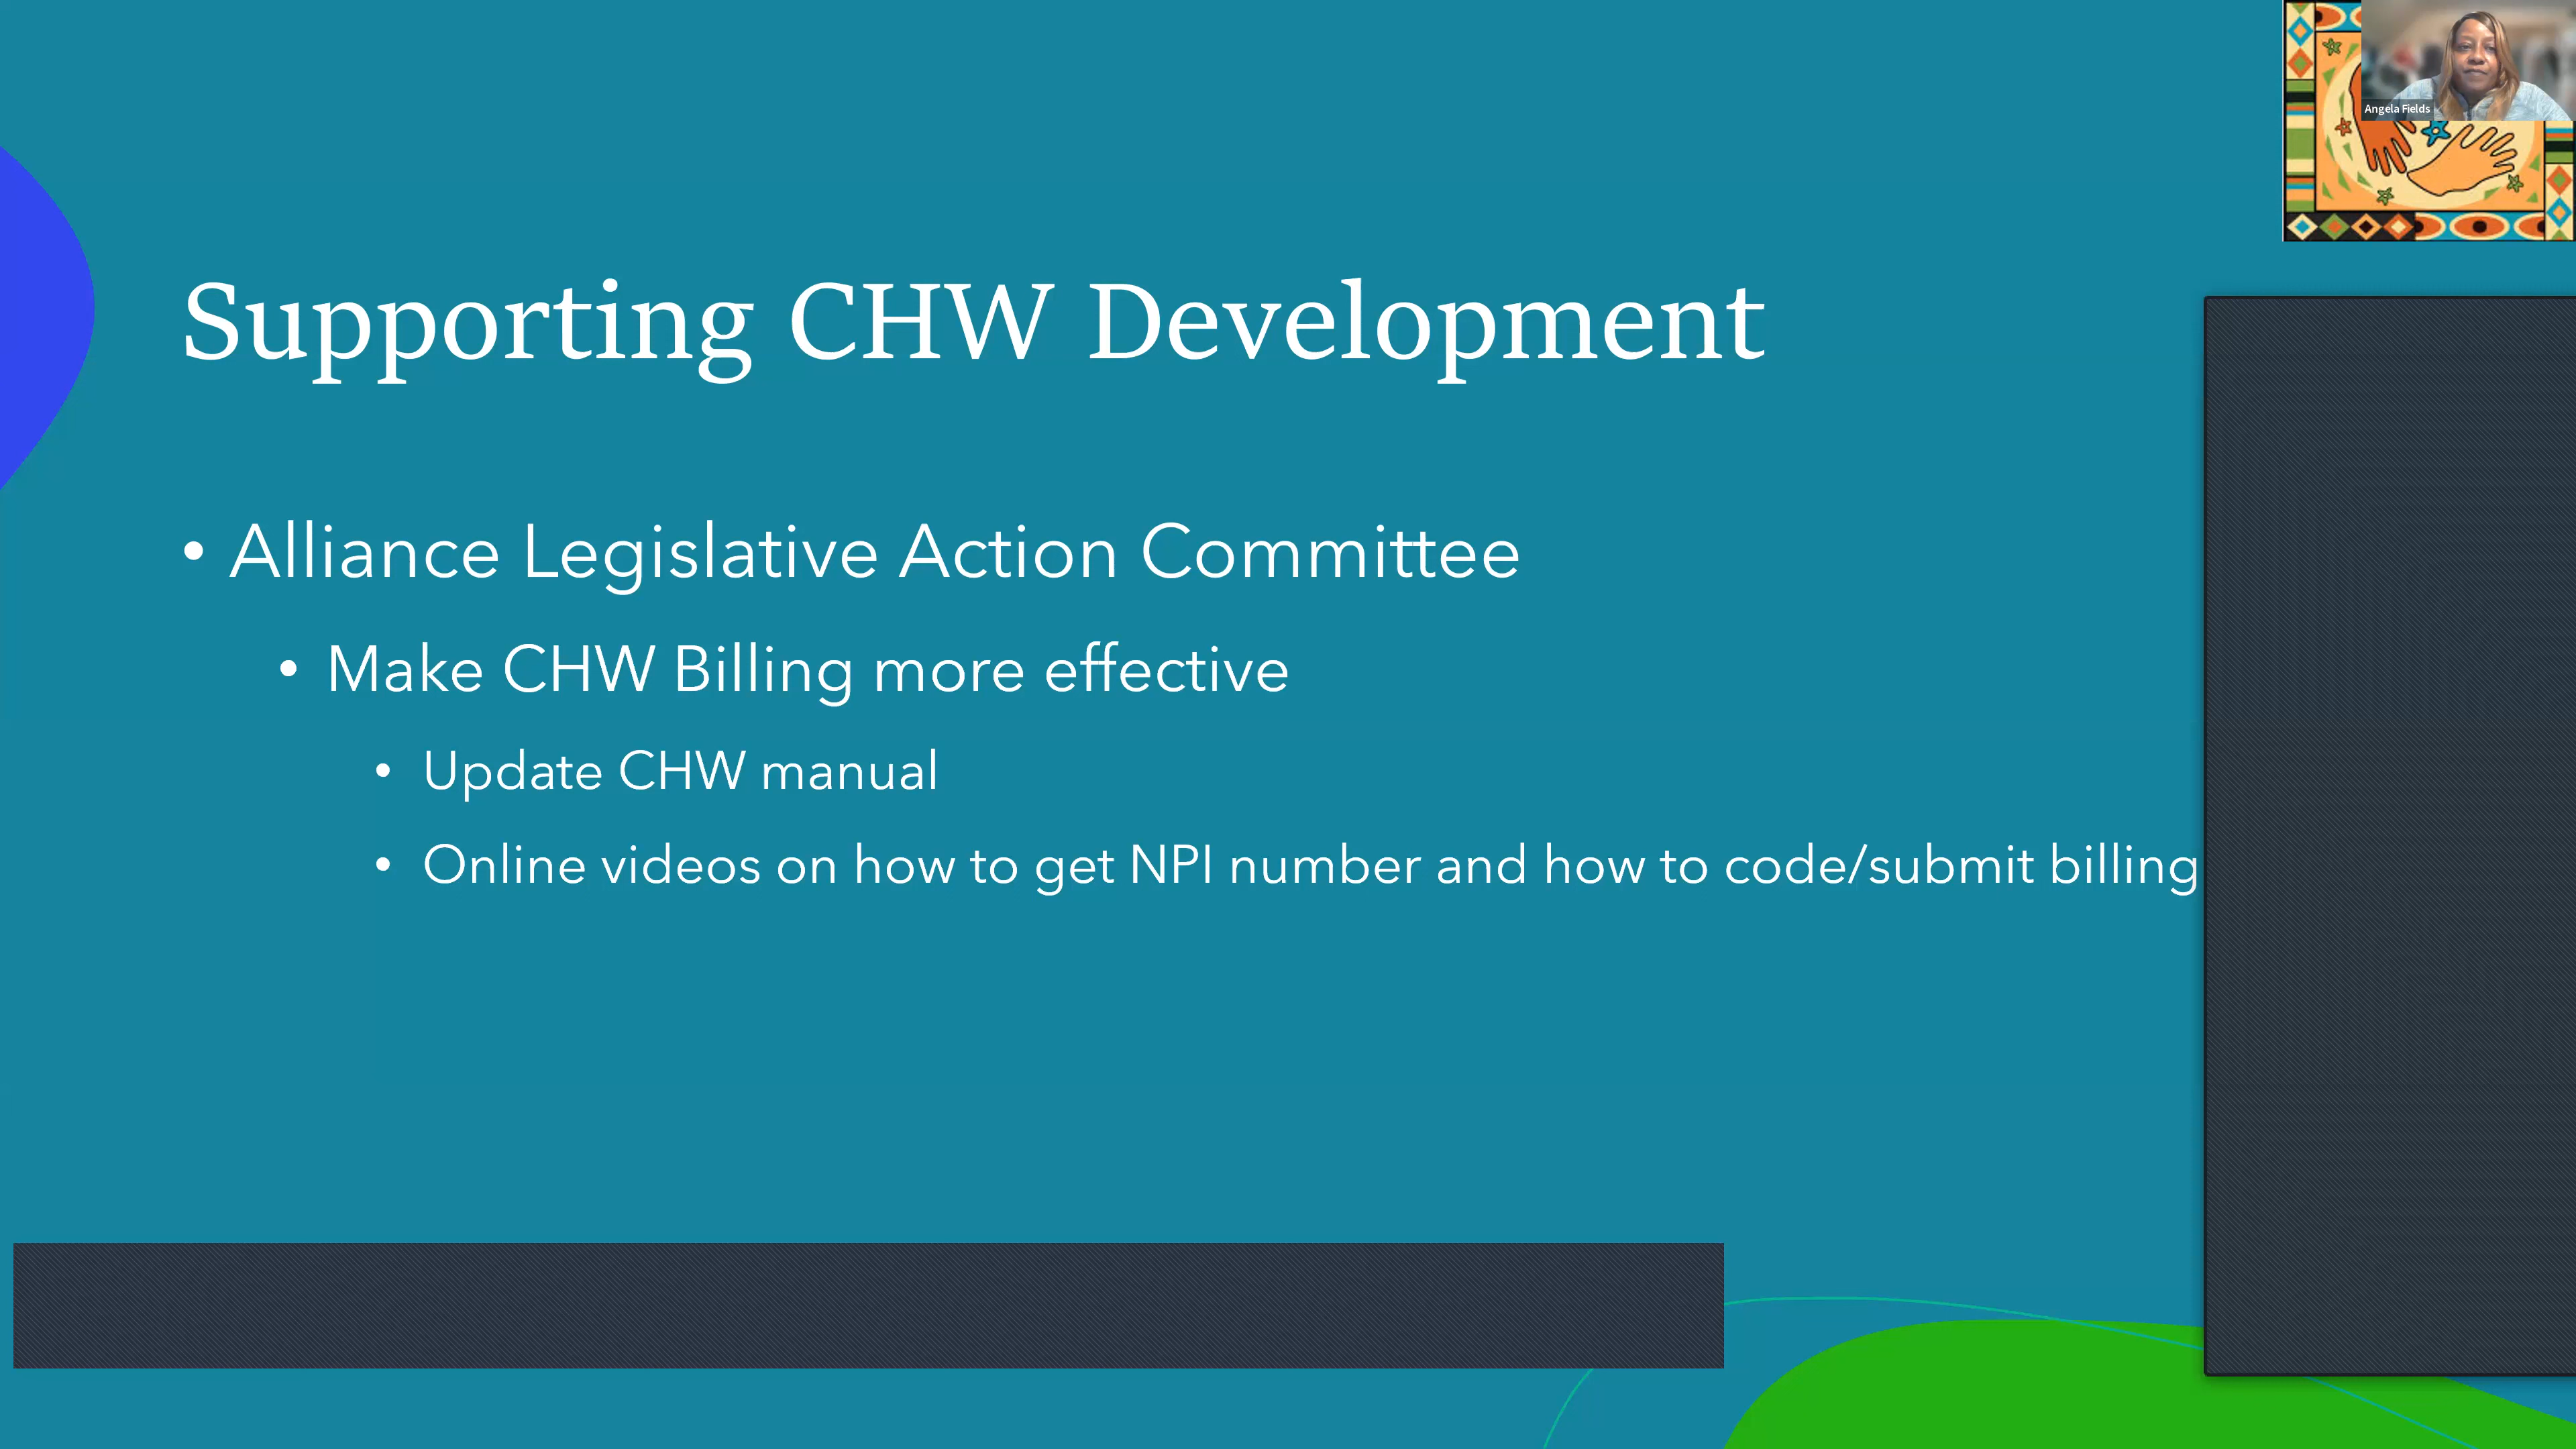 Angela Fields
Supporting CHW Development
• Alliance Legislative Action Committee
• Make CHW Billing more effective
• Update CHW manual
• Online videos on how to get NPI number and how to code/submit billing